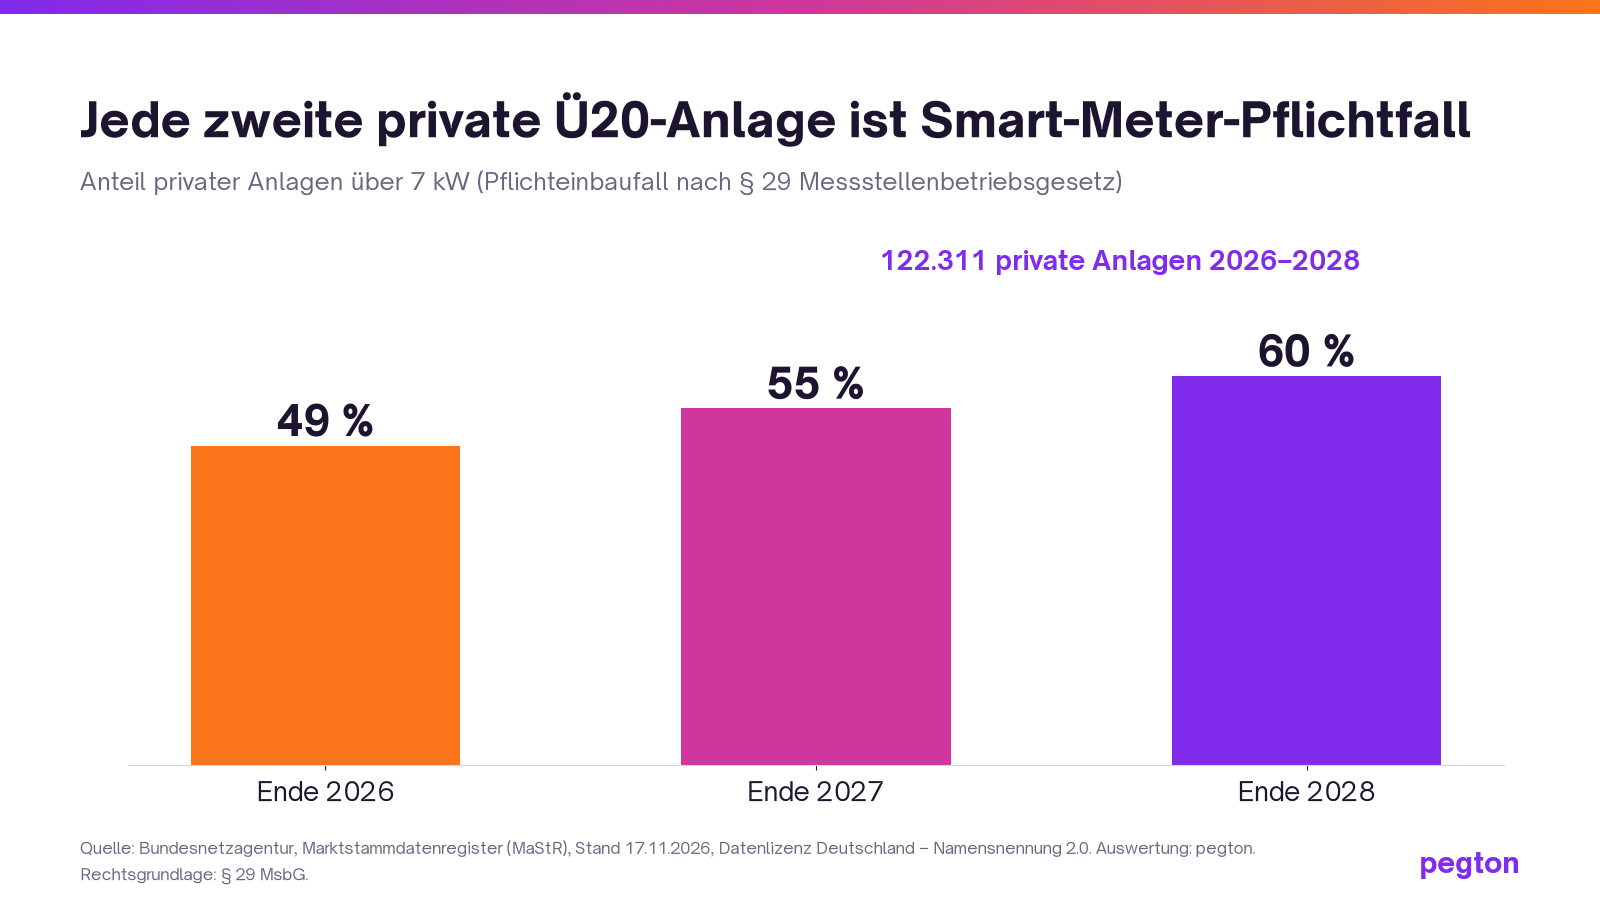 Jede zweite private Ü20-Anlage ist Smart-Meter-Pflichtfall
Anteil privater Anlagen über 7 kW (Pflichteinbaufall nach § 29 Messstellenbetriebsgesetz)
122.311 private Anlagen 2026–2028
49 %
55 %
60 %
Ende 2026
Ende 2027
Ende 2028
Quelle: Bundesnetzagentur, Marktstammdatenregister (MaStR), Stand 17.11.2026, Datenlizenz Deutschland – Namensnennung 2.0. Auswertung: pegton.
Rechtsgrundlage: § 29 MsbG.
pegton